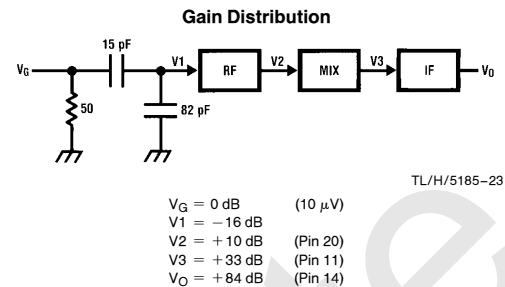 Gain Distribution
15 pF
VG
V1
RF
V2
MIX
V3
IF
VO
50
82 pF
TL/H/5185–23
VG = 0 dB (10 μV)
V1 = −16 dB
V2 = +10 dB (Pin 20)
V3 = +33 dB (Pin 11)
VO = +84 dB (Pin 14)